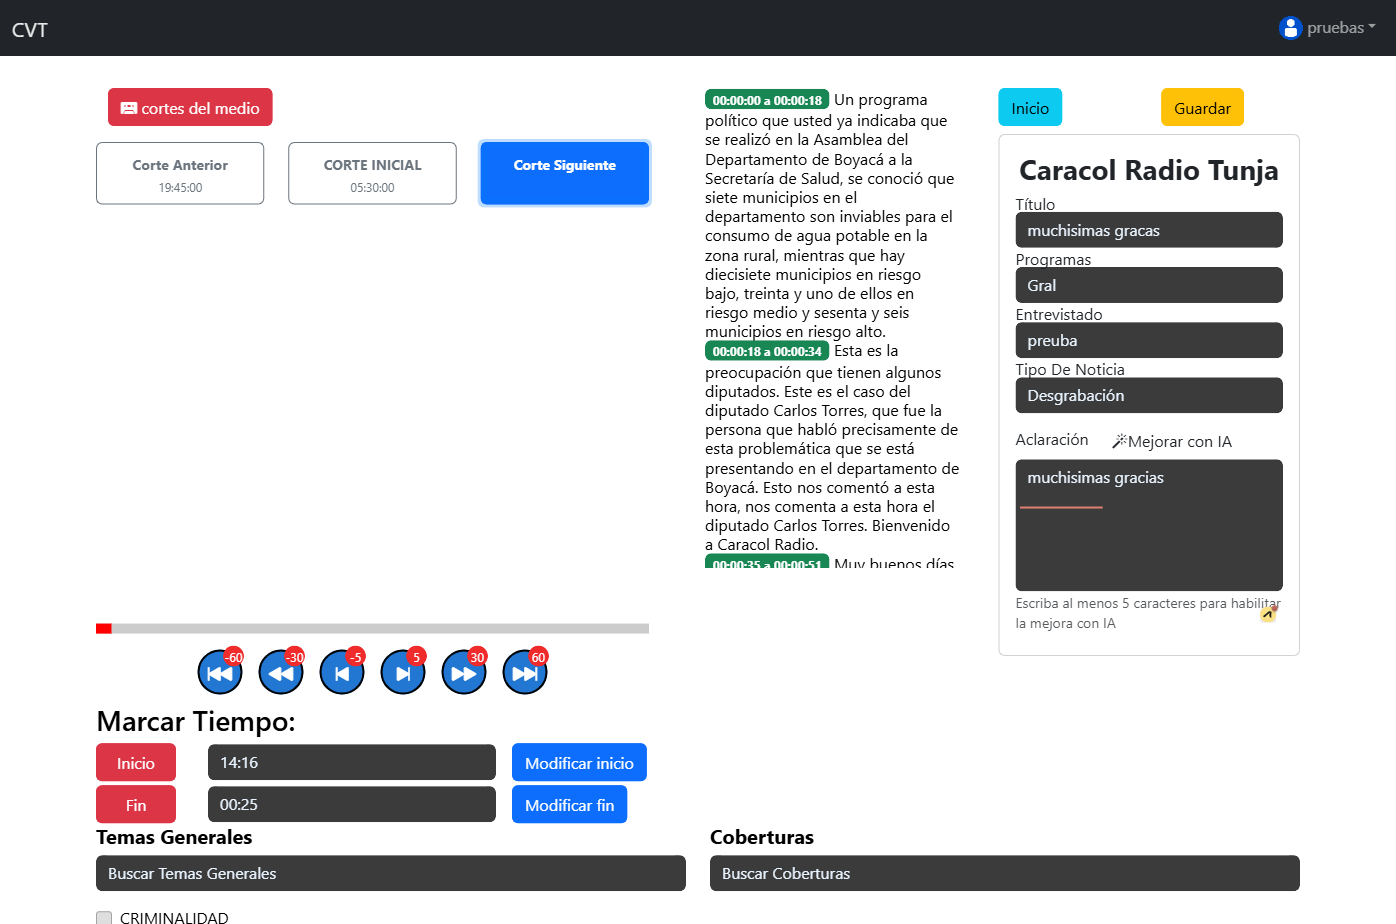 CVT
pruebas
cortes del medio
Corte Anterior
19:45:00
CORTE INICIAL
05:30:00
Corte Siguiente
00:00:00 a 00:00:18 Un programa
político que usted ya indicaba que
se realizó en la Asamblea del
Departamento de Boyacá a la
Secretaría de Salud, se conoció que
siete municipios en el
departamento son inviables para el
consumo de agua potable en la
zona rural, mientras que hay
diecisiete municipios en riesgo
bajo, treinta y uno de ellos en
riesgo medio y sesenta y seis
municipios en riesgo alto.
00:00:18 a 00:00:34 Esta es la
preocupación que tienen algunos
diputados. Este es el caso del
diputado Carlos Torres, que fue la
persona que habló precisamente de
esta problemática que se está
presentando en el departamento de
Boyacá. Esto nos comentó a esta
hora, nos comenta a esta hora el
diputado Carlos Torres. Bienvenido
a Caracol Radio.
00:00:35 a 00:00:51 Muy buenos días
Inicio
Guardar
Caracol Radio Tunja
Título
muchisimas gracas
Programas
Gral
Entrevistado
preuba
Tipo De Noticia
Desgrabación
Aclaración
Mejorar con IA
muchisimas gracias
Escriba al menos 5 caracteres para habilitar
la mejora con IA
-60
-30
-5
5
30
60
Marcar Tiempo:
Inicio
14:16
Modificar inicio
Fin
00:25
Modificar fin
Temas Generales
Buscar Temas Generales
CRIMINALIDAD
Coberturas
Buscar Coberturas